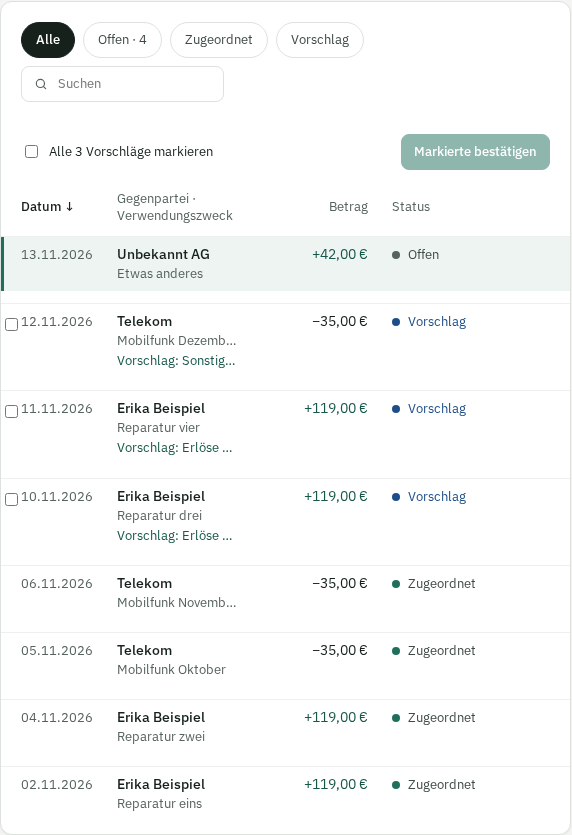 Alle Offen · 4 Zugeordnet Vorschlag
Suchen
Alle 3 Vorschläge markieren Markierte bestätigen
Datum ↓ Gegenpartei · Verwendungszweck Betrag Status
13.11.2026 Unbekannt AG +42,00 € Offen
Etwas anderes
12.11.2026 Telekom −35,00 € Vorschlag
Mobilfunk Dezemb…
Vorschlag: Sonstig…
11.11.2026 Erika Beispiel +119,00 € Vorschlag
Reparatur vier
Vorschlag: Erlöse …
10.11.2026 Erika Beispiel +119,00 € Vorschlag
Reparatur drei
Vorschlag: Erlöse …
06.11.2026 Telekom −35,00 € Zugeordnet
Mobilfunk Novemb…
05.11.2026 Telekom −35,00 € Zugeordnet
Mobilfunk Oktober
04.11.2026 Erika Beispiel +119,00 € Zugeordnet
Reparatur zwei
02.11.2026 Erika Beispiel +119,00 € Zugeordnet
Reparatur eins